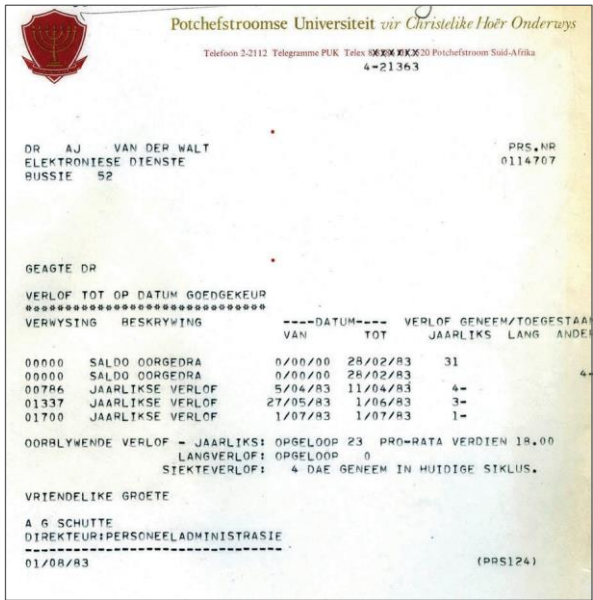 Potchefstroomse Universiteit vir Christelike Hoër Onderwys
Telefoon 2-2112 Telegramme PUK Telex 20 Potchefstroom Suid-Afrika
4-21363
DR AJ VAN DER WALT PRS.NR
ELEKTRONIESE DIENSTE 0114707
BUSSIE 52
GEAGTE DR
VERLOF TOT OP DATUM GOEDGEKEUR
******************************
VERWYSING BESKRYWING ----DATUM---- VERLOF GENEEM/TOEGESTAAN
VAN TOT JAARLIKS LANG ANDER
00000 SALDO OORGEDRA 0/00/00 28/02/83 31
00000 SALDO OORGEDRA 0/00/00 28/02/83 4-
00786 JAARLIKSE VERLOF 5/04/83 11/04/83 4-
01337 JAARLIKSE VERLOF 27/05/83 1/06/83 3-
01700 JAARLIKSE VERLOF 1/07/83 1/07/83 1-
OORBLYWENDE VERLOF - JAARLIKS: OPGELOOP 23 PRO-RATA VERDIEN 18.00
LANGVERLOF: OPGELOOP 0
SIEKTEVERLOF: 4 DAE GENEEM IN HUIDIGE SIKLUS.
VRIENDELIKE GROETE
A G SCHUTTE
DIREKTEUR:PERSONEELADMINISTRASIE
--------------------------------
01/08/83 (PRS124)